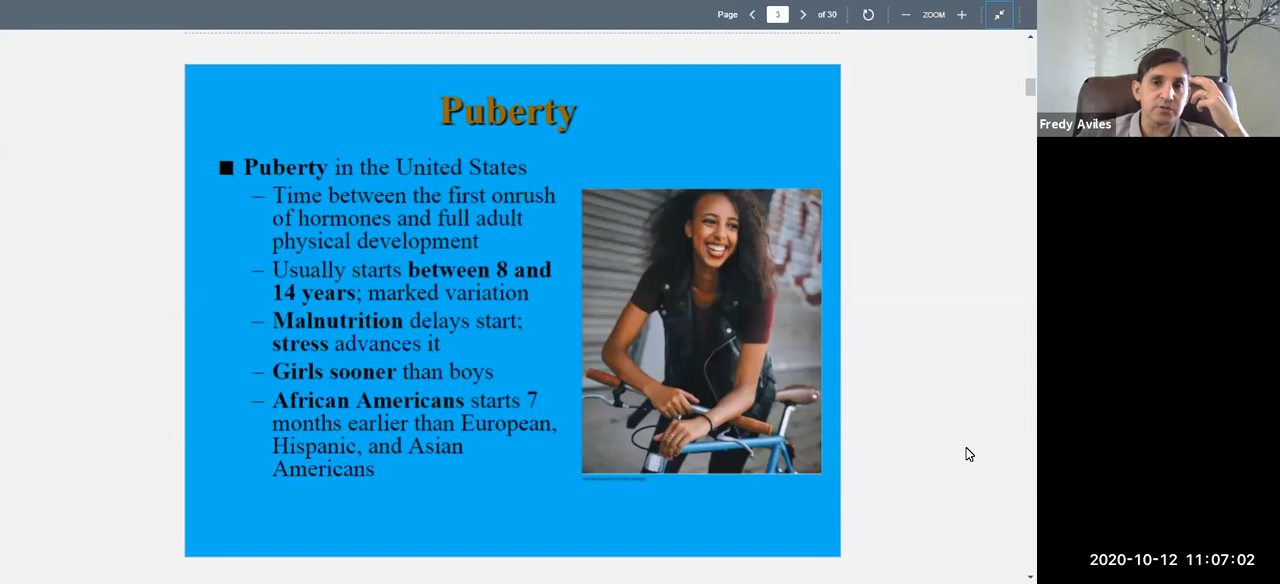 Page 3 of 30 ZOOM
Puberty
Puberty in the United States
– Time between the first onrush
of hormones and full adult
physical development
– Usually starts between 8 and
14 years; marked variation
– Malnutrition delays start;
stress advances it
– Girls sooner than boys
– African Americans starts 7
months earlier than European,
Hispanic, and Asian
Americans
Fredy Aviles
2020-10-12 11:07:02